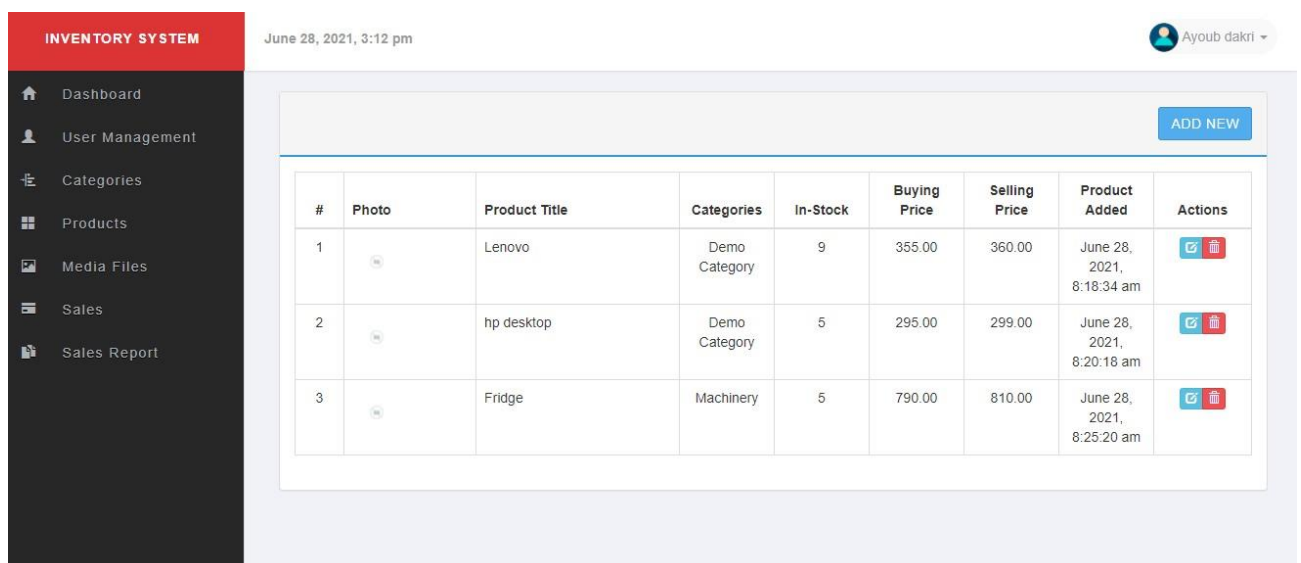 INVENTORY SYSTEM
June 28, 2021, 3:12 pm
Ayoub dakri
Dashboard
User Management
Categories
Products
Media Files
Sales
Sales Report
ADD NEW
# Photo Product Title Categories In-Stock Buying Price Selling Price Product Added Actions
1 Lenovo Demo Category 9 355.00 360.00 June 28, 2021, 8:18:34 am
2 hp desktop Demo Category 5 295.00 299.00 June 28, 2021, 8:20:18 am
3 Fridge Machinery 5 790.00 810.00 June 28, 2021, 8:25:20 am